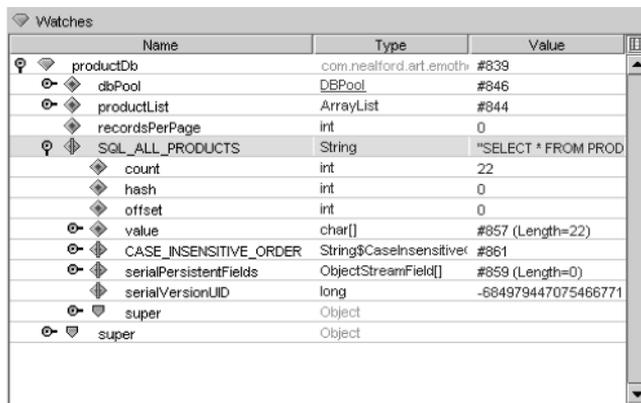 Watches
Name Type Value
productDb com.nealford.art.emothe #839
dbPool DBPool #846
productList ArrayList #844
recordsPerPage int 0
SQL_ALL_PRODUCTS String "SELECT * FROM PROD
count int 22
hash int 0
offset int 0
value char[] #857 (Length=22)
CASE_INSENSITIVE_ORDER String$CaseInsensitive( #861
serialPersistentFields ObjectStreamField[] #859 (Length=0)
serialVersionUID long -684979447075466771
super Object
super Object